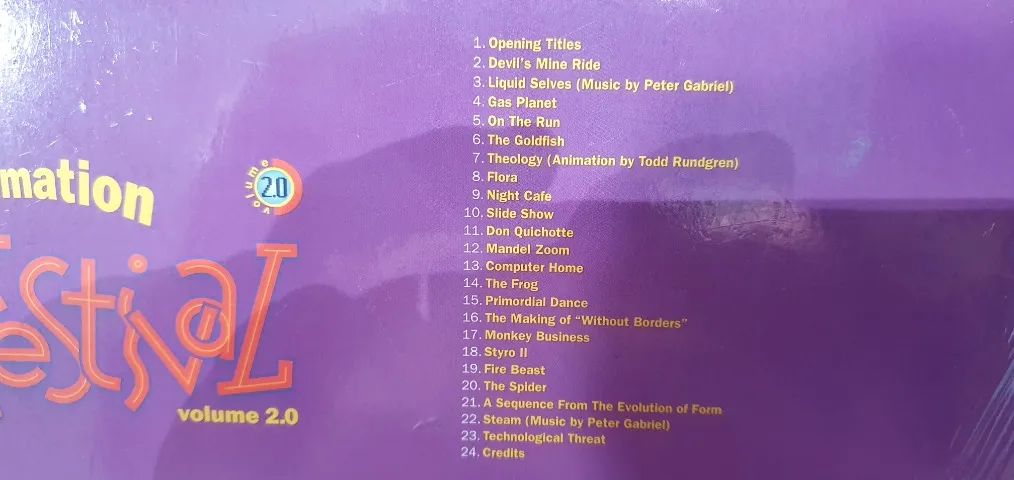 mation
volume
2.0
estival
volume 2.0
1. Opening Titles
2. Devil's Mine Ride
3. Liquid Selves (Music by Peter Gabriel)
4. Gas Planet
5. On The Run
6. The Goldfish
7. Theology (Animation by Todd Rundgren)
8. Flora
9. Night Cafe
10. Slide Show
11. Don Quichotte
12. Mandel Zoom
13. Computer Home
14. The Frog
15. Primordial Dance
16. The Making of "Without Borders"
17. Monkey Business
18. Styro II
19. Fire Beast
20. The Spider
21. A Sequence From The Evolution of Form
22. Steam (Music by Peter Gabriel)
23. Technological Threat
24. Credits